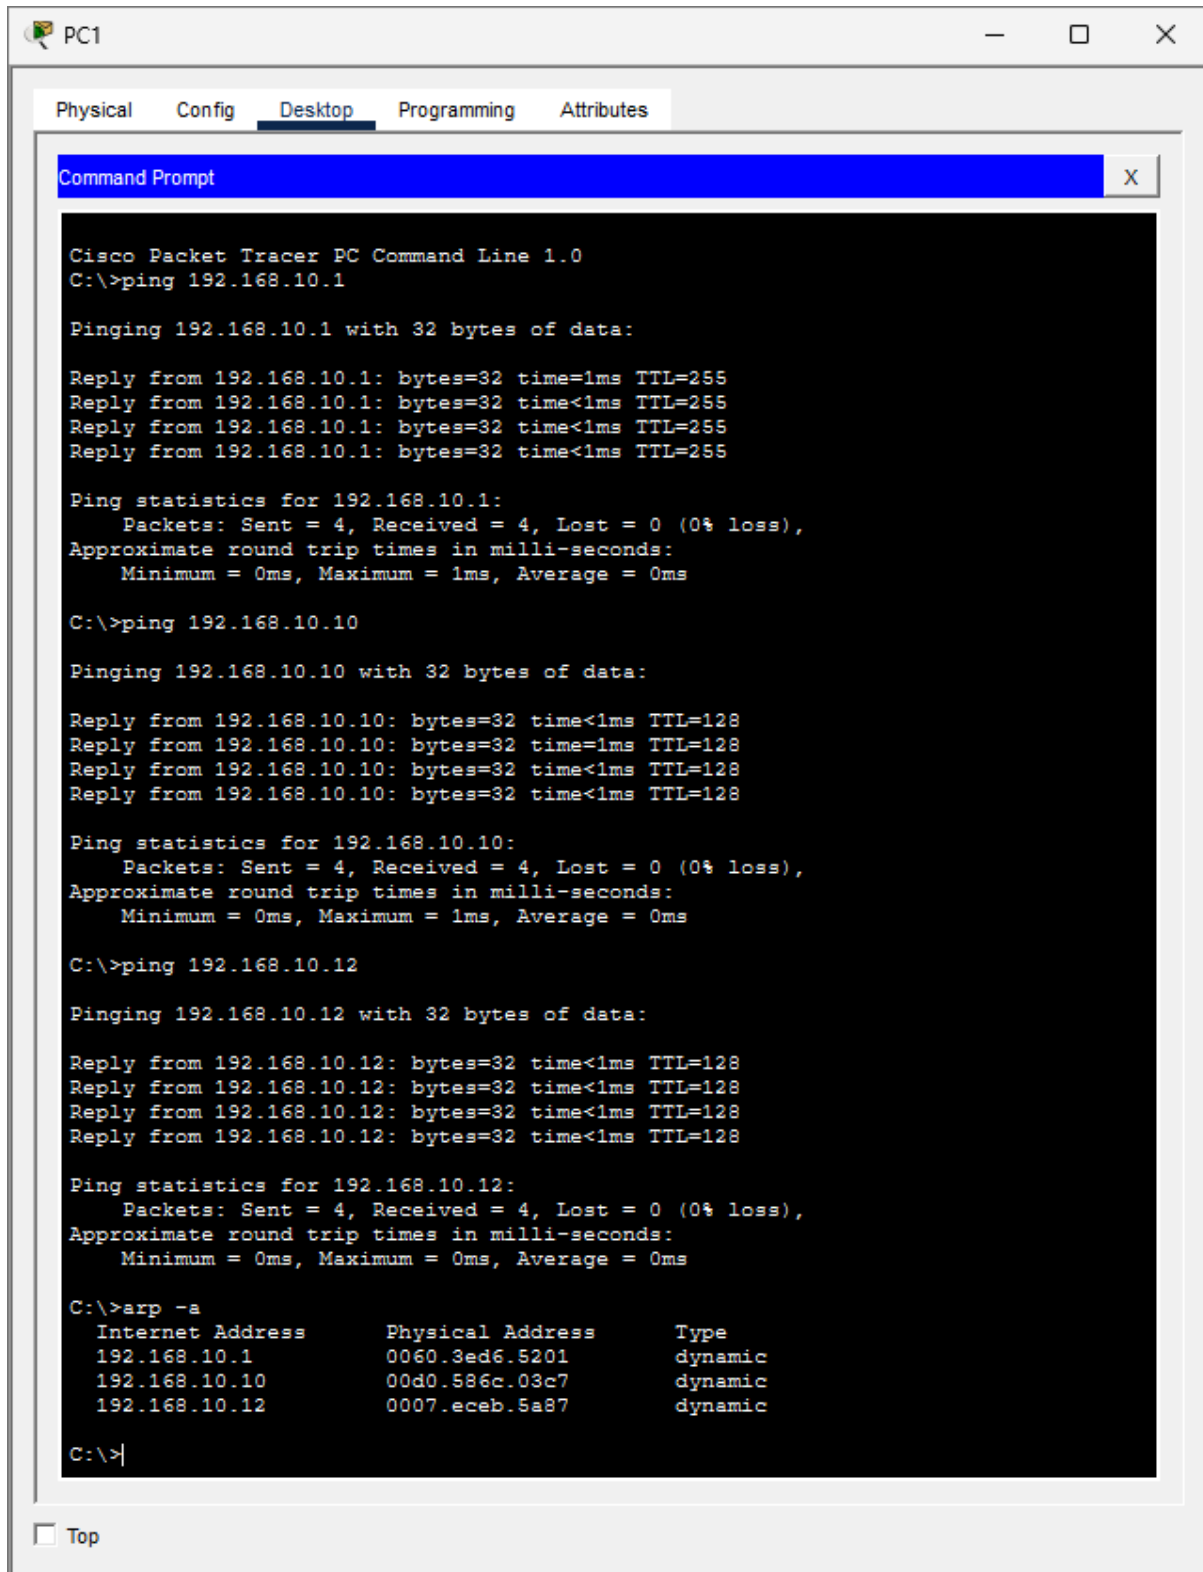 PC1
Physical Config Desktop Programming Attributes
Command Prompt X
Cisco Packet Tracer PC Command Line 1.0
C:\>ping 192.168.10.1
Pinging 192.168.10.1 with 32 bytes of data:
Reply from 192.168.10.1: bytes=32 time=1ms TTL=255
Reply from 192.168.10.1: bytes=32 time<1ms TTL=255
Reply from 192.168.10.1: bytes=32 time<1ms TTL=255
Reply from 192.168.10.1: bytes=32 time<1ms TTL=255
Ping statistics for 192.168.10.1:
Packets: Sent = 4, Received = 4, Lost = 0 (0% loss),
Approximate round trip times in milli-seconds:
Minimum = 0ms, Maximum = 1ms, Average = 0ms
C:\>ping 192.168.10.10
Pinging 192.168.10.10 with 32 bytes of data:
Reply from 192.168.10.10: bytes=32 time<1ms TTL=128
Reply from 192.168.10.10: bytes=32 time=1ms TTL=128
Reply from 192.168.10.10: bytes=32 time<1ms TTL=128
Reply from 192.168.10.10: bytes=32 time<1ms TTL=128
Ping statistics for 192.168.10.10:
Packets: Sent = 4, Received = 4, Lost = 0 (0% loss),
Approximate round trip times in milli-seconds:
Minimum = 0ms, Maximum = 1ms, Average = 0ms
C:\>ping 192.168.10.12
Pinging 192.168.10.12 with 32 bytes of data:
Reply from 192.168.10.12: bytes=32 time<1ms TTL=128
Reply from 192.168.10.12: bytes=32 time<1ms TTL=128
Reply from 192.168.10.12: bytes=32 time<1ms TTL=128
Reply from 192.168.10.12: bytes=32 time<1ms TTL=128
Ping statistics for 192.168.10.12:
Packets: Sent = 4, Received = 4, Lost = 0 (0% loss),
Approximate round trip times in milli-seconds:
Minimum = 0ms, Maximum = 0ms, Average = 0ms
C:\>arp -a
Internet Address Physical Address Type
192.168.10.1 0060.3ed6.5201 dynamic
192.168.10.10 00d0.586c.03c7 dynamic
192.168.10.12 0007.eceb.5a87 dynamic
C:\>
Top